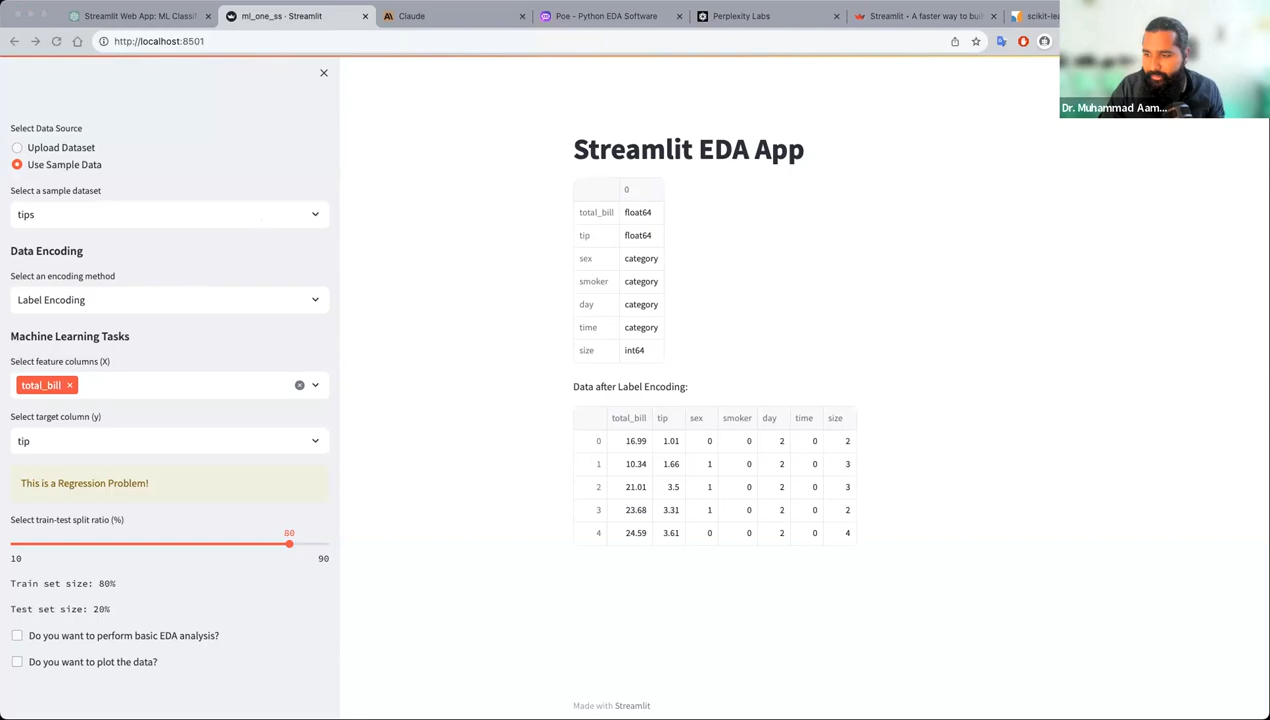 Streamlit Web App: ML Classif
ml_one_ss · Streamlit
Claude
Poe - Python EDA Software
Perplexity Labs
Streamlit • A faster way to buil
scikit-lea
http://localhost:8501
Dr. Muhammad Aam...
Select Data Source
Upload Dataset
Use Sample Data
Select a sample dataset
tips
Data Encoding
Select an encoding method
Label Encoding
Machine Learning Tasks
Select feature columns (X)
total_bill
Select target column (y)
tip
This is a Regression Problem!
Select train-test split ratio (%)
80
10 90
Train set size: 80%
Test set size: 20%
Do you want to perform basic EDA analysis?
Do you want to plot the data?
Streamlit EDA App
0
total_bill float64
tip float64
sex category
smoker category
day category
time category
size int64
Data after Label Encoding:
total_bill tip sex smoker day time size
0 16.99 1.01 0 0 2 0 2
1 10.34 1.66 1 0 2 0 3
2 21.01 3.5 1 0 2 0 3
3 23.68 3.31 1 0 2 0 2
4 24.59 3.61 0 0 2 0 4
Made with Streamlit